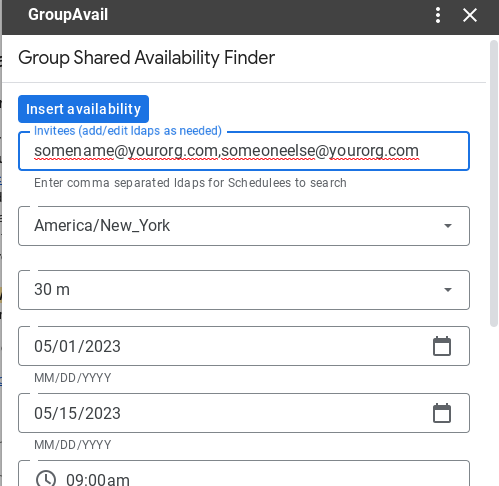 GroupAvail
Group Shared Availability Finder
Insert availability
Invitees (add/edit ldaps as needed)
somename@yourorg.com,someoneelse@yourorg.com
Enter comma separated ldaps for Schedulees to search
America/New_York
30 m
05/01/2023
MM/DD/YYYY
05/15/2023
MM/DD/YYYY
09:00am